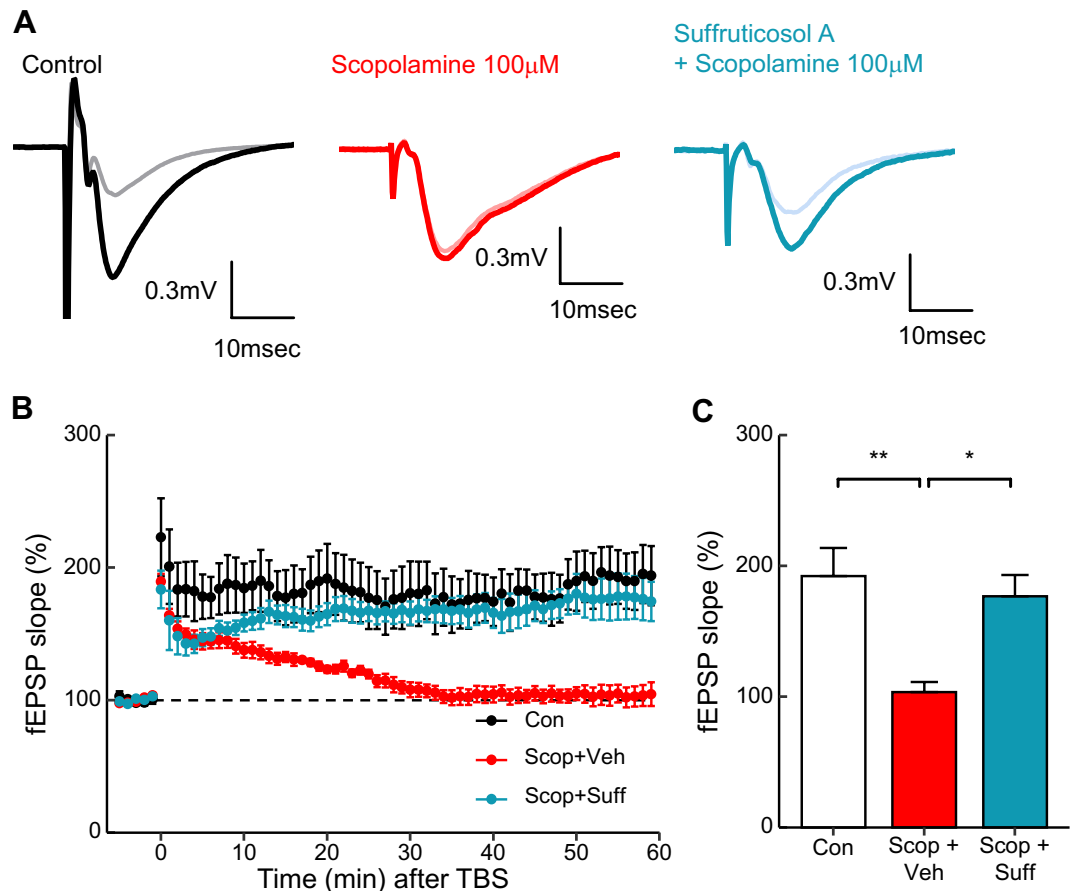 A
Control
Scopolamine 100μM
Suffruticosol A
+ Scopolamine 100μM
0.3mV
10msec
0.3mV
10msec
0.3mV
10msec
B
fEPSP slope (%)
300
200
100
0
Con
Scop+Veh
Scop+Suff
0 10 20 30 40 50 60
Time (min) after TBS
C
fEPSP slope (%)
300
200
100
0
** *
Con
Scop +
Veh
Scop +
Suff